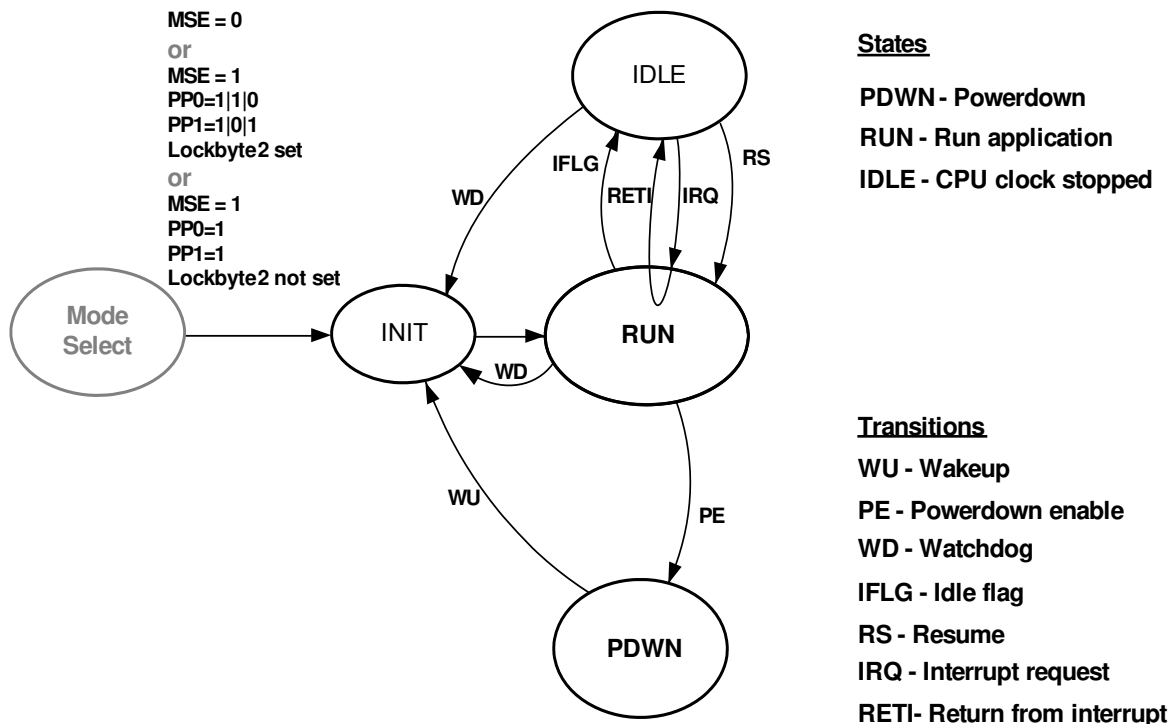 MSE = 0
or
MSE = 1
PP0=1|1|0
PP1=1|0|1
Lockbyte2 set
or
MSE = 1
PP0=1
PP1=1
Lockbyte2 not set
Mode
Select
INIT
IDLE
RUN
PDWN
WD
IFLG
RETI
IRQ
RS
WD
WU
PE
States
PDWN - Powerdown
RUN - Run application
IDLE - CPU clock stopped
Transitions
WU - Wakeup
PE - Powerdown enable
WD - Watchdog
IFLG - Idle flag
RS - Resume
IRQ - Interrupt request
RETI- Return from interrupt